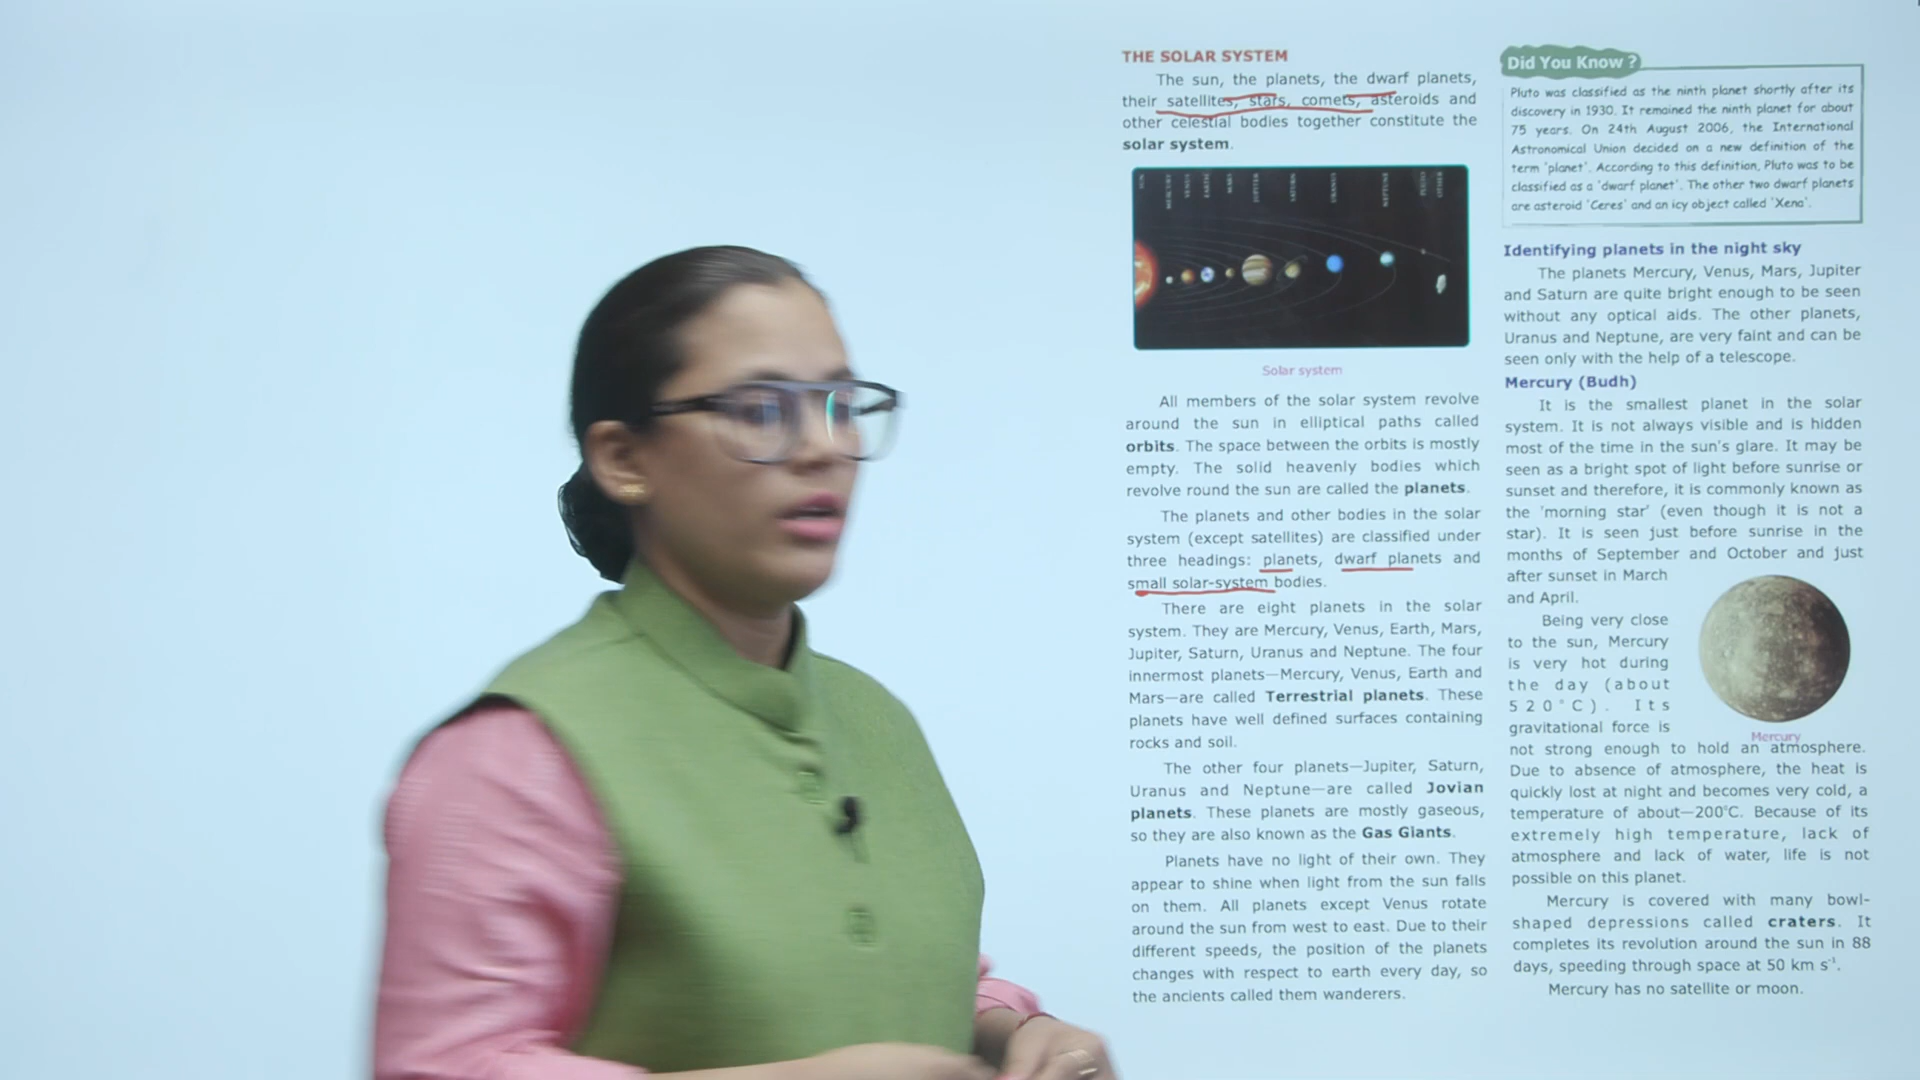 THE SOLAR SYSTEM
The sun, the planets, the dwarf planets,
their satellites, stars, comets, asteroids and
other celestial bodies together constitute the
solar system.
SUN
MERCURY
VENUS
EARTH
MARS
JUPITER
SATURN
URANUS
NEPTUNE
PLUTO
OTHER
Solar system
All members of the solar system revolve
around the sun in elliptical paths called
orbits. The space between the orbits is mostly
empty. The solid heavenly bodies which
revolve round the sun are called the planets.
The planets and other bodies in the solar
system (except satellites) are classified under
three headings: planets, dwarf planets and
small solar-system bodies.
There are eight planets in the solar
system. They are Mercury, Venus, Earth, Mars,
Jupiter, Saturn, Uranus and Neptune. The four
innermost planets—Mercury, Venus, Earth and
Mars—are called Terrestrial planets. These
planets have well defined surfaces containing
rocks and soil.
The other four planets—Jupiter, Saturn,
Uranus and Neptune—are called Jovian
planets. These planets are mostly gaseous,
so they are also known as the Gas Giants.
Planets have no light of their own. They
appear to shine when light from the sun falls
on them. All planets except Venus rotate
around the sun from west to east. Due to their
different speeds, the position of the planets
changes with respect to earth every day, so
the ancients called them wanderers.
Did You Know ?
Pluto was classified as the ninth planet shortly after its
discovery in 1930. It remained the ninth planet for about
75 years. On 24th August 2006, the International
Astronomical Union decided on a new definition of the
term 'planet'. According to this definition, Pluto was to be
classified as a 'dwarf planet'. The other two dwarf planets
are asteroid 'Ceres' and an icy object called 'Xena'.
Identifying planets in the night sky
The planets Mercury, Venus, Mars, Jupiter
and Saturn are quite bright enough to be seen
without any optical aids. The other planets,
Uranus and Neptune, are very faint and can be
seen only with the help of a telescope.
Mercury (Budh)
It is the smallest planet in the solar
system. It is not always visible and is hidden
most of the time in the sun's glare. It may be
seen as a bright spot of light before sunrise or
sunset and therefore, it is commonly known as
the 'morning star' (even though it is not a
star). It is seen just before sunrise in the
months of September and October and just
after sunset in March
and April.
Being very close
to the sun, Mercury
is very hot during
the day (about
520°C). Its
gravitational force is
Mercury
not strong enough to hold an atmosphere.
Due to absence of atmosphere, the heat is
quickly lost at night and becomes very cold, a
temperature of about—200°C. Because of its
extremely high temperature, lack of
atmosphere and lack of water, life is not
possible on this planet.
Mercury is covered with many bowl-
shaped depressions called craters. It
completes its revolution around the sun in 88
days, speeding through space at 50 km s⁻¹.
Mercury has no satellite or moon.